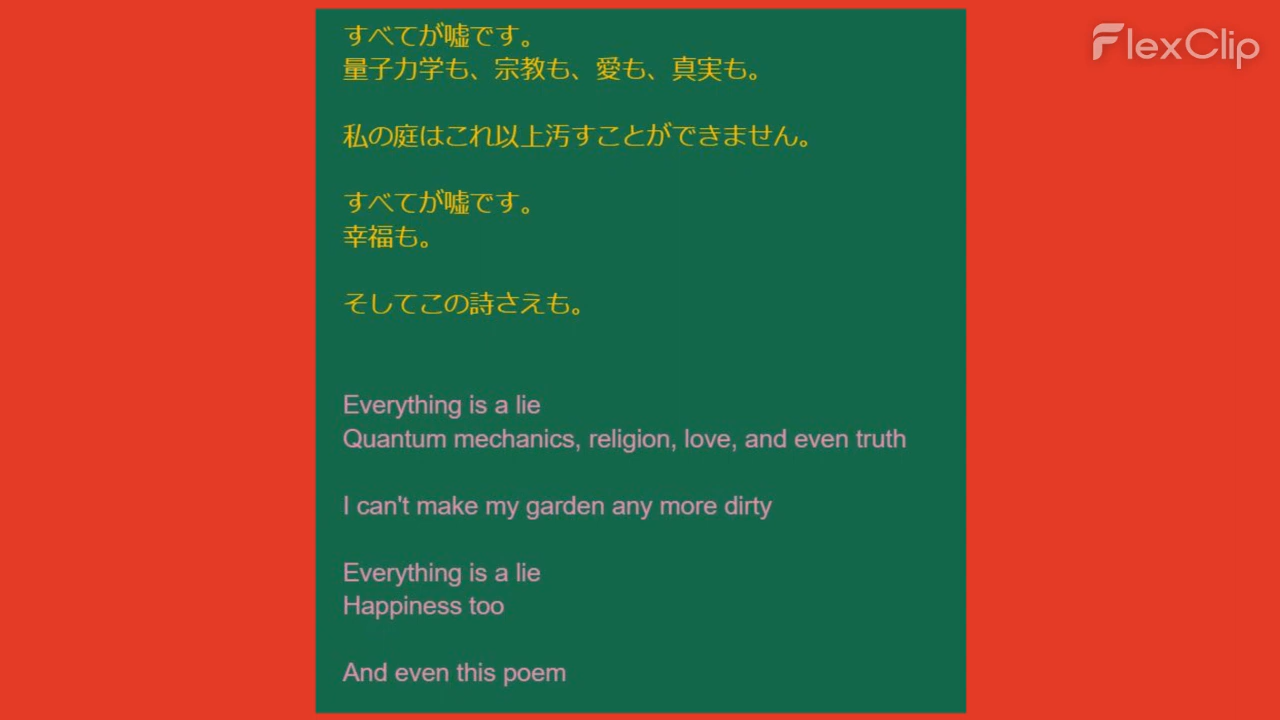 すべてが嘘です。
量子力学も、宗教も、愛も、真実も。
私の庭はこれ以上汚すことができません。
すべてが嘘です。
幸福も。
そしてこの詩さえも。
Everything is a lie
Quantum mechanics, religion, love, and even truth
I can't make my garden any more dirty
Everything is a lie
Happiness too
And even this poem
FlexClip